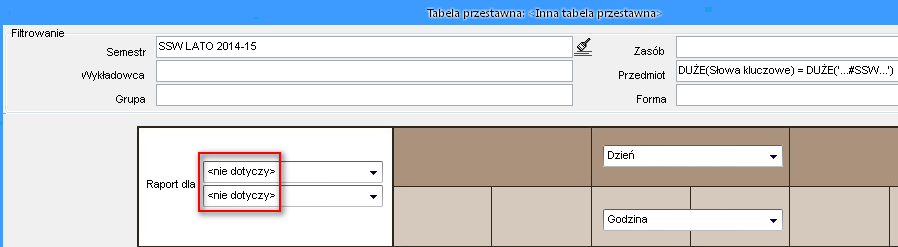 Tabela przestawna: <Inna tabela przestawna>
Filtrowanie
Semestr SSW LATO 2014-15 Zasób
Wykładowca Przedmiot DUŻE(Słowa kluczowe) = DUŻE('...#SSW...')
Grupa Forma
Dzień
Raport dla <nie dotyczy>
<nie dotyczy>
Godzina